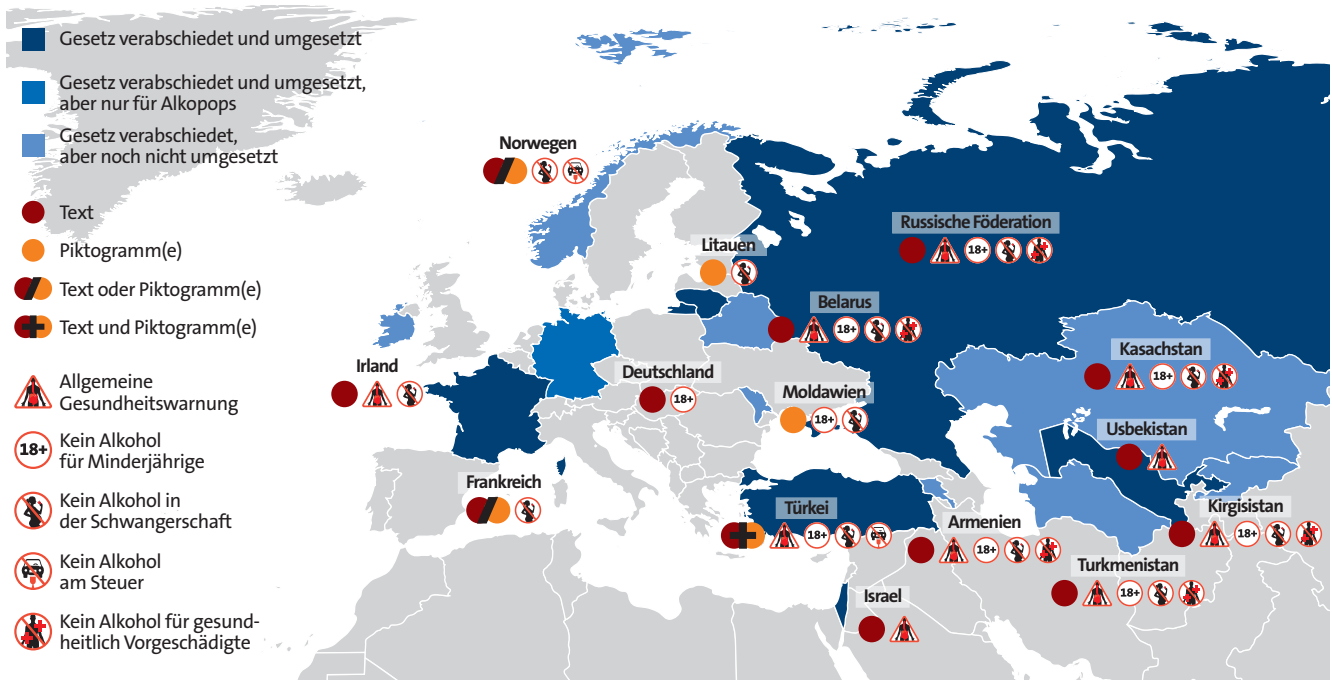 Gesetz verabschiedet und umgesetzt
Gesetz verabschiedet und umgesetzt,
aber nur für Alkopops
Gesetz verabschiedet,
aber noch nicht umgesetzt
Text
Piktogramm(e)
Text oder Piktogramm(e)
Text und Piktogramm(e)
Allgemeine
Gesundheitswarnung
18+
Kein Alkohol
für Minderjährige
Kein Alkohol in
der Schwangerschaft
Kein Alkohol
am Steuer
Kein Alkohol für gesund-
heitlich Vorgeschädigte
Norwegen
Russische Föderation
18+
Litauen
Belarus
18+
Irland
Deutschland
18+
Moldawien
18+
Kasachstan
18+
Usbekistan
Frankreich
Türkei
18+
Armenien
18+
Kirgisistan
18+
Turkmenistan
18+
Israel